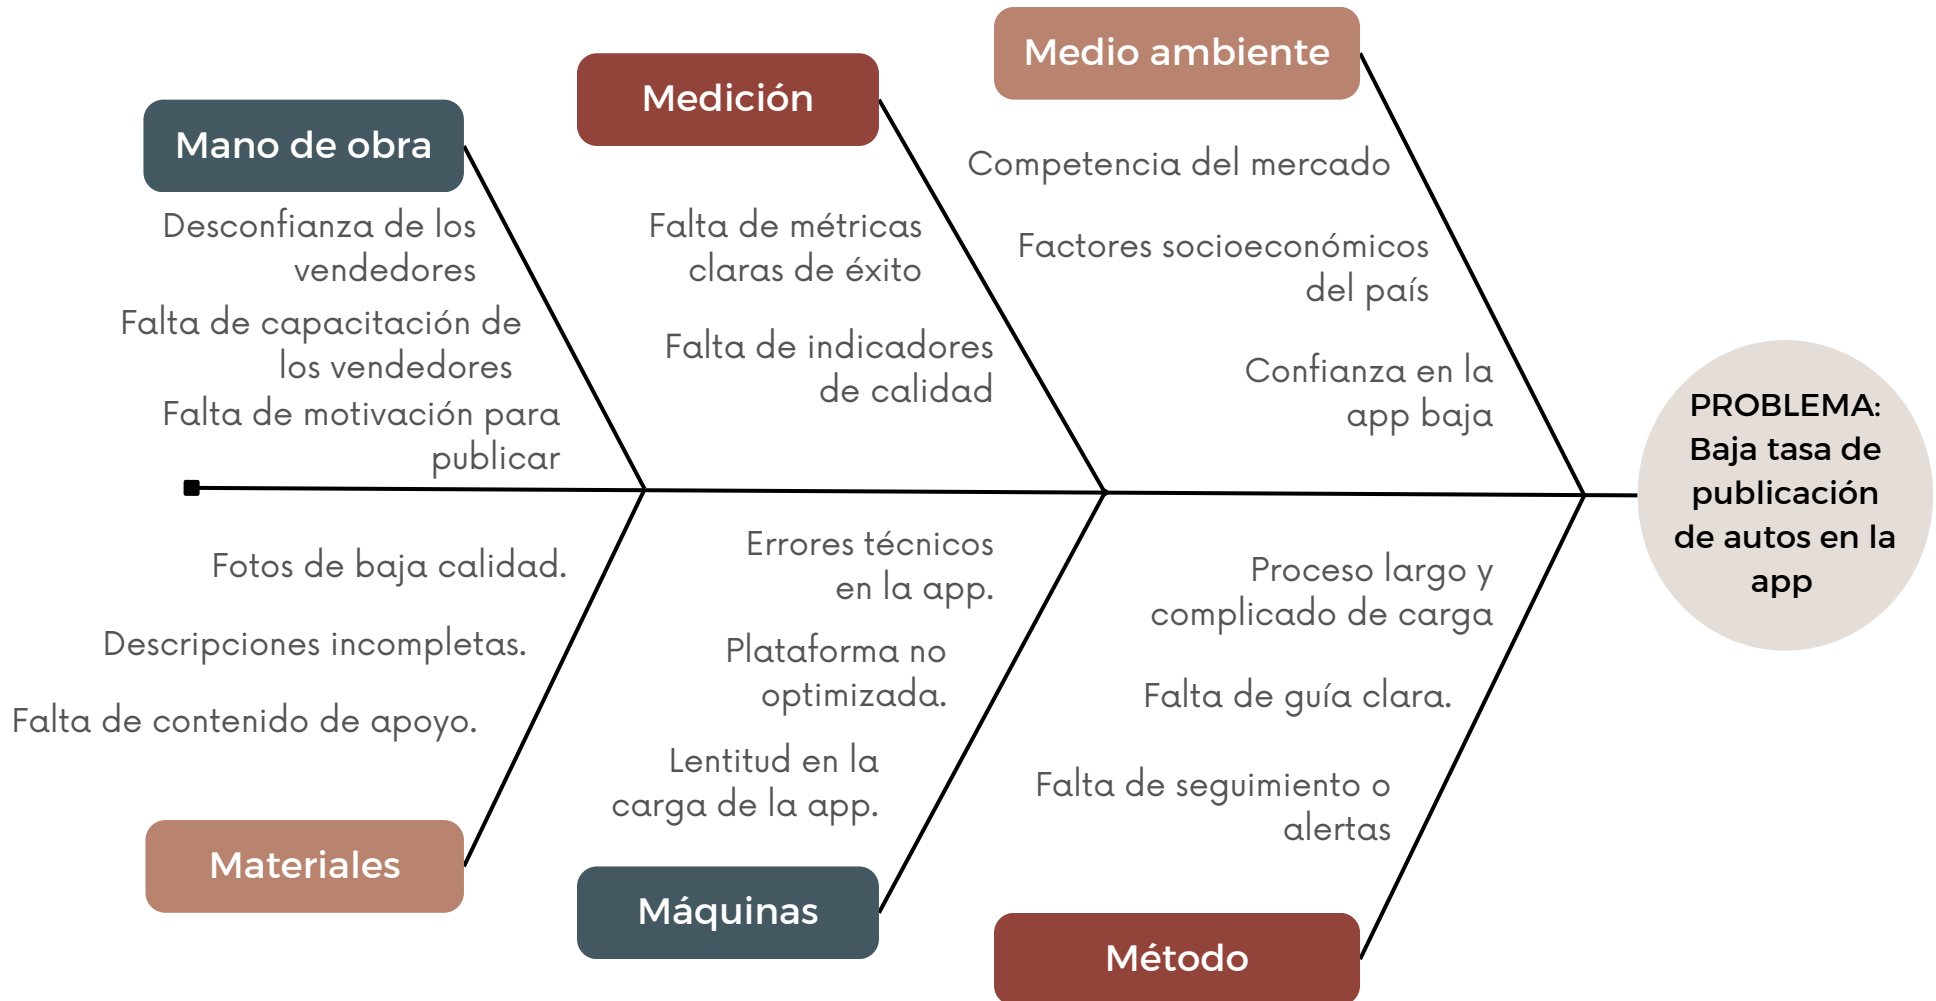 Mano de obra
Desconfianza de los
vendedores
Falta de capacitación de
los vendedores
Falta de motivación para
publicar
Medición
Falta de métricas
claras de éxito
Falta de indicadores
de calidad
Medio ambiente
Competencia del mercado
Factores socioeconómicos
del país
Confianza en la
app baja
PROBLEMA:
Baja tasa de
publicación
de autos en la
app
Fotos de baja calidad.
Descripciones incompletas.
Falta de contenido de apoyo.
Materiales
Errores técnicos
en la app.
Plataforma no
optimizada.
Lentitud en la
carga de la app.
Máquinas
Proceso largo y
complicado de carga
Falta de guía clara.
Falta de seguimiento o
alertas
Método